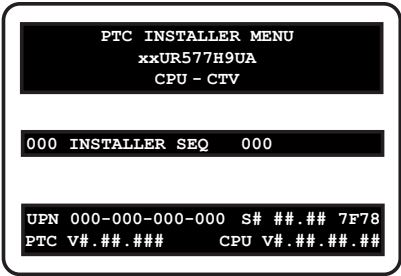 PTC INSTALLER MENU
xxUR577H9UA
CPU - CTV
000 INSTALLER SEQ 000
UPN 000-000-000-000 S# ##.## 7F78
PTC V#.##.### CPU V#.##.##.##